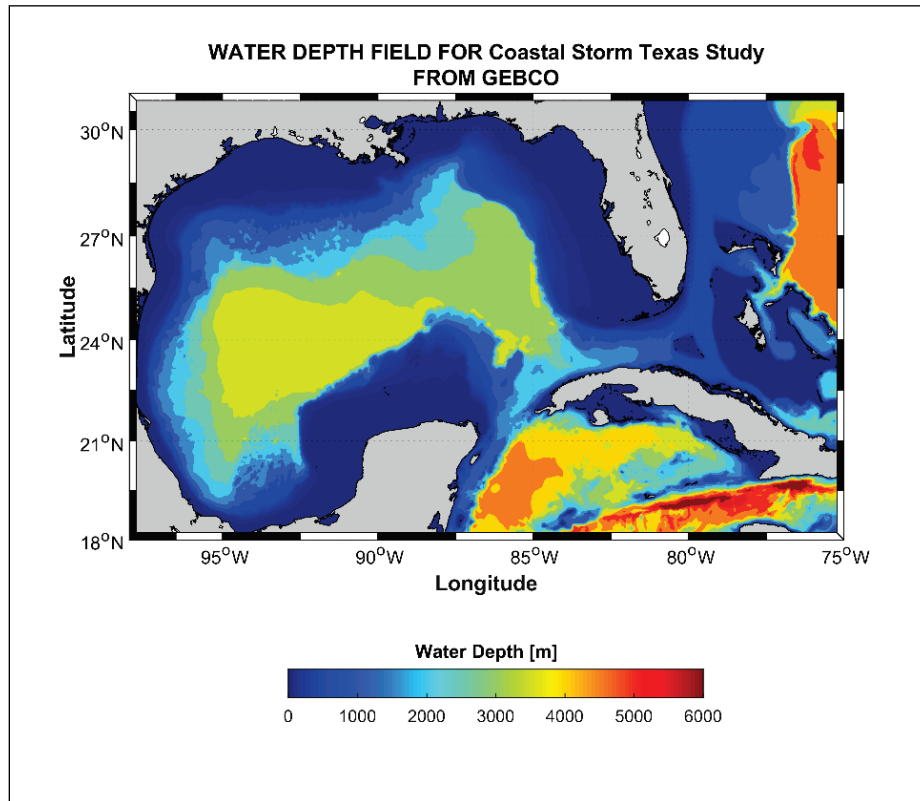 WATER DEPTH FIELD FOR Coastal Storm Texas Study
FROM GEBCO
30°N
27°N
24°N
21°N
18°N
Latitude
95°W 90°W 85°W 80°W 75°W
Longitude
Water Depth [m]
0 1000 2000 3000 4000 5000 6000